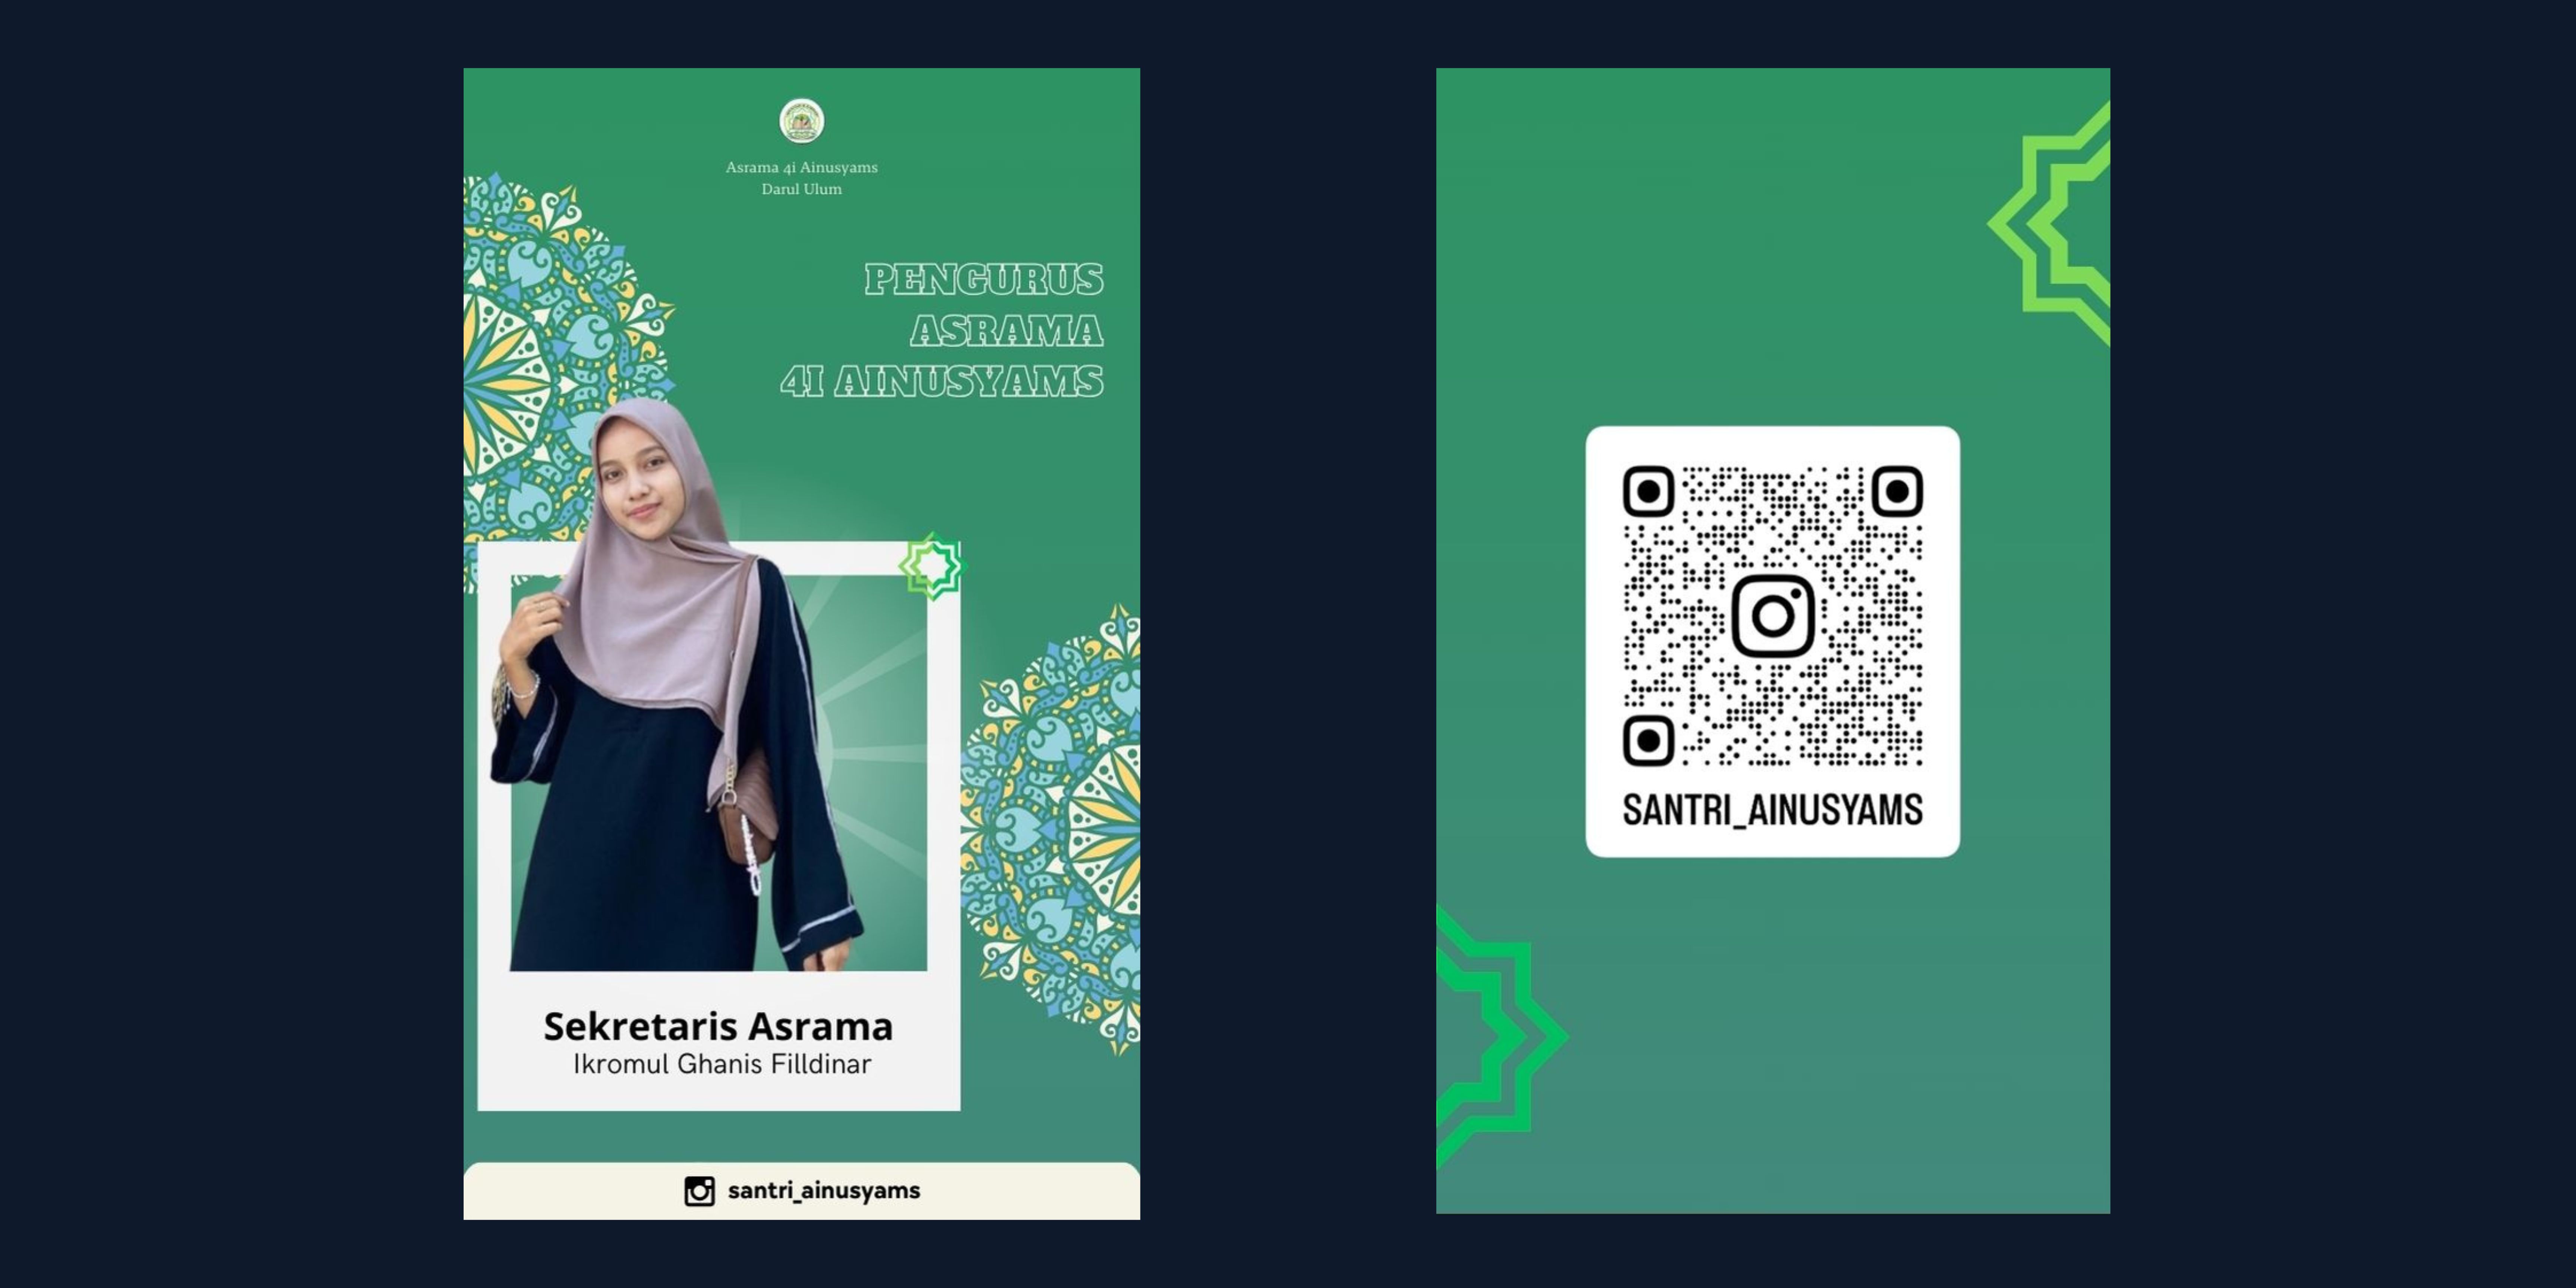 Asrama 4i Ainusyams
Darul Ulum
PENGURUS
ASRAMA
4I AINUSYAMS
Sekretaris Asrama
Ikromul Ghanis Filldinar
santri_ainusyams
SANTRI_AINUSYAMS